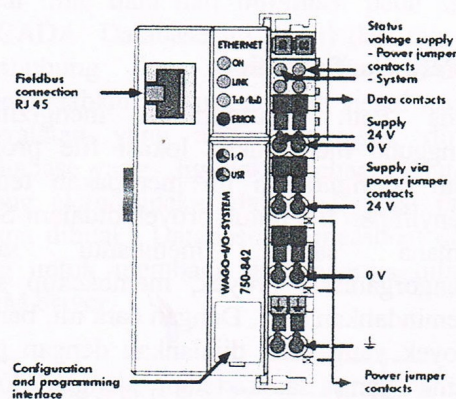 Fieldbus
connection
RJ 45
ETHERNET
ON
LINK
TxD/RxD
ERROR
I/O
USR
WAGO-I/O-SYSTEM
750-842
Status
voltage supply
- Power jumper
contacts
- System
Data contacts
Supply
24 V
0 V
Supply via
power jumper
contacts
24 V
0 V
Power jumper
contacts
Configuration
and programming
interface